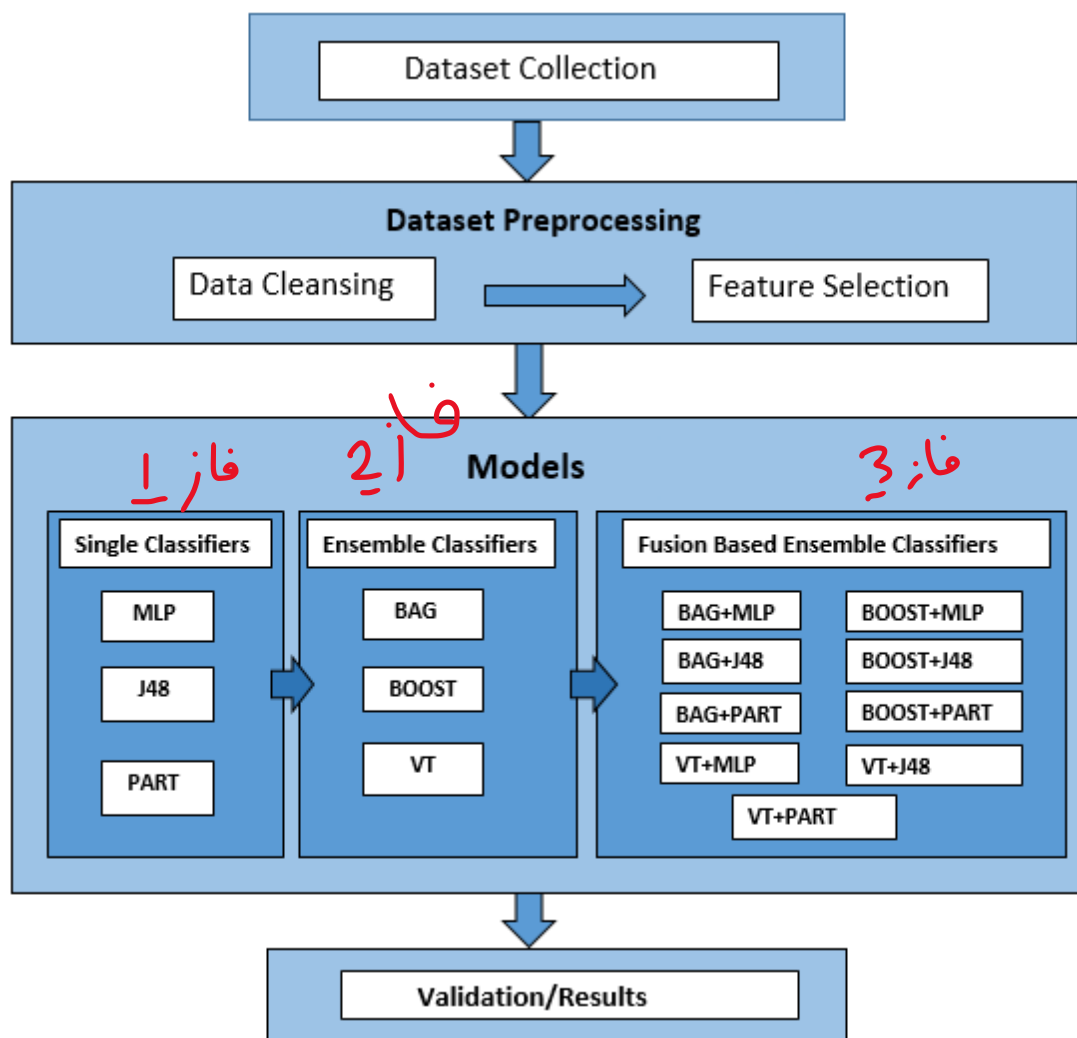 Dataset Collection
Dataset Preprocessing
Data Cleansing
Feature Selection
فاز 1
فاز 2
فاز 3
Models
Single Classifiers
MLP
J48
PART
Ensemble Classifiers
BAG
BOOST
VT
Fusion Based Ensemble Classifiers
BAG+MLP
BOOST+MLP
BAG+J48
BOOST+J48
BAG+PART
BOOST+PART
VT+MLP
VT+J48
VT+PART
Validation/Results